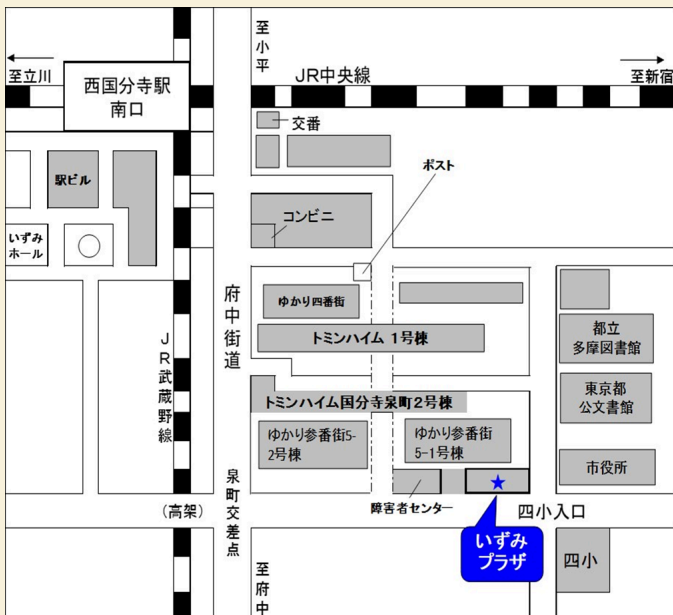 至小平
至立川
JR中央線
至新宿
西国分寺駅
南口
交番
ポスト
駅ビル
コンビニ
いずみ
ホール
府中街道
ゆかり四番街
トミンハイム 1号棟
都立
多摩図書館
JR武蔵野線
トミンハイム国分寺泉町2号棟
東京都
公文書館
ゆかり参番街5-
2号棟
ゆかり参番街
5-1号棟
市役所
泉町交差点
(高架)
障害者センター
★
四小入口
いずみ
プラザ
四小
至府中